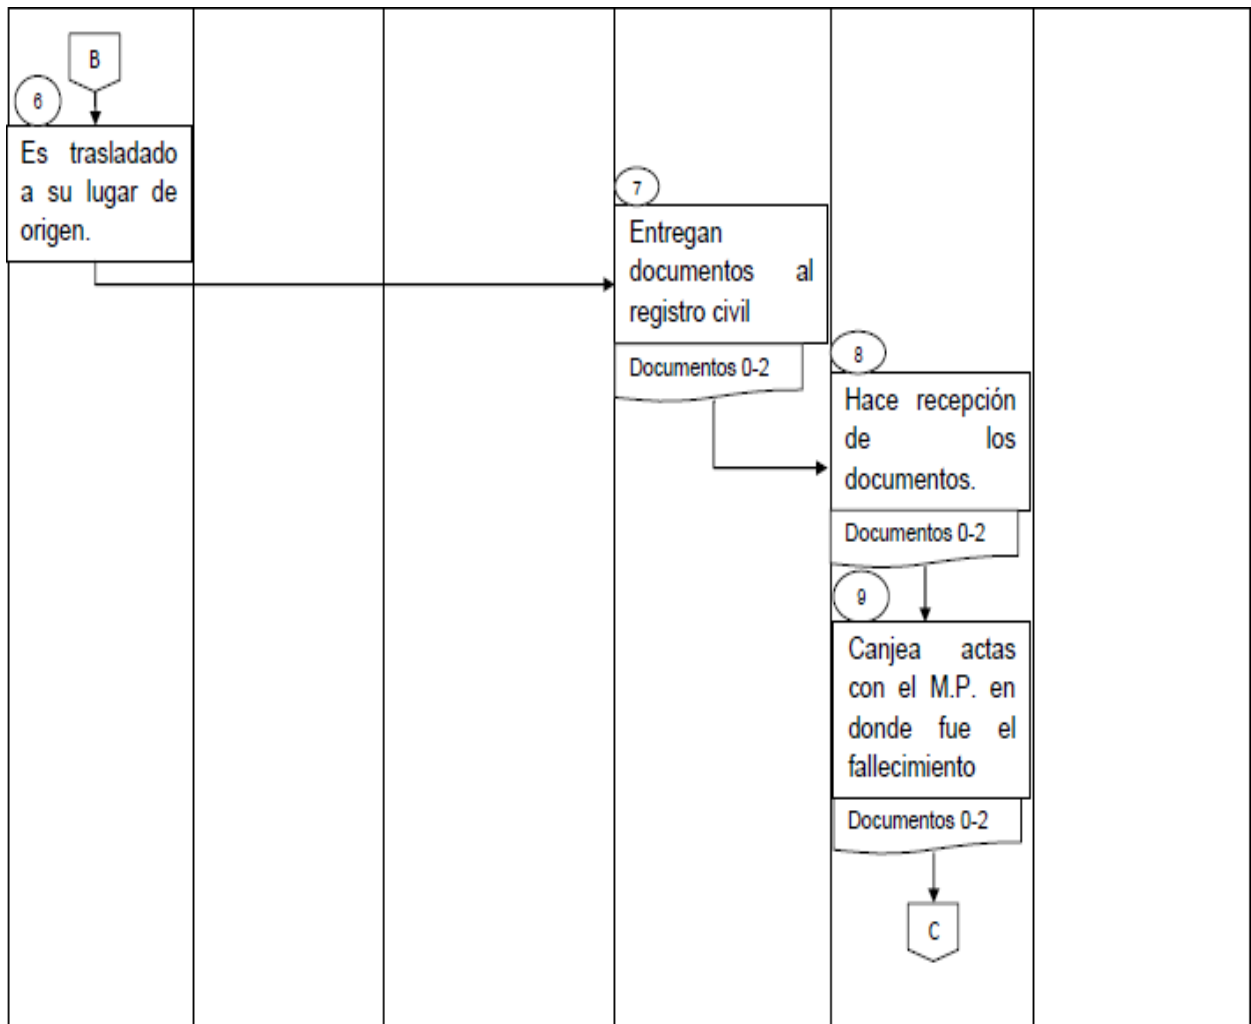 B
6
Es trasladado
a su lugar de
origen.
7
Entregan
documentos al
registro civil
Documentos 0-2
8
Hace recepción
de los
documentos.
Documentos 0-2
9
Canjea actas
con el M.P. en
donde fue el
fallecimiento
Documentos 0-2
C